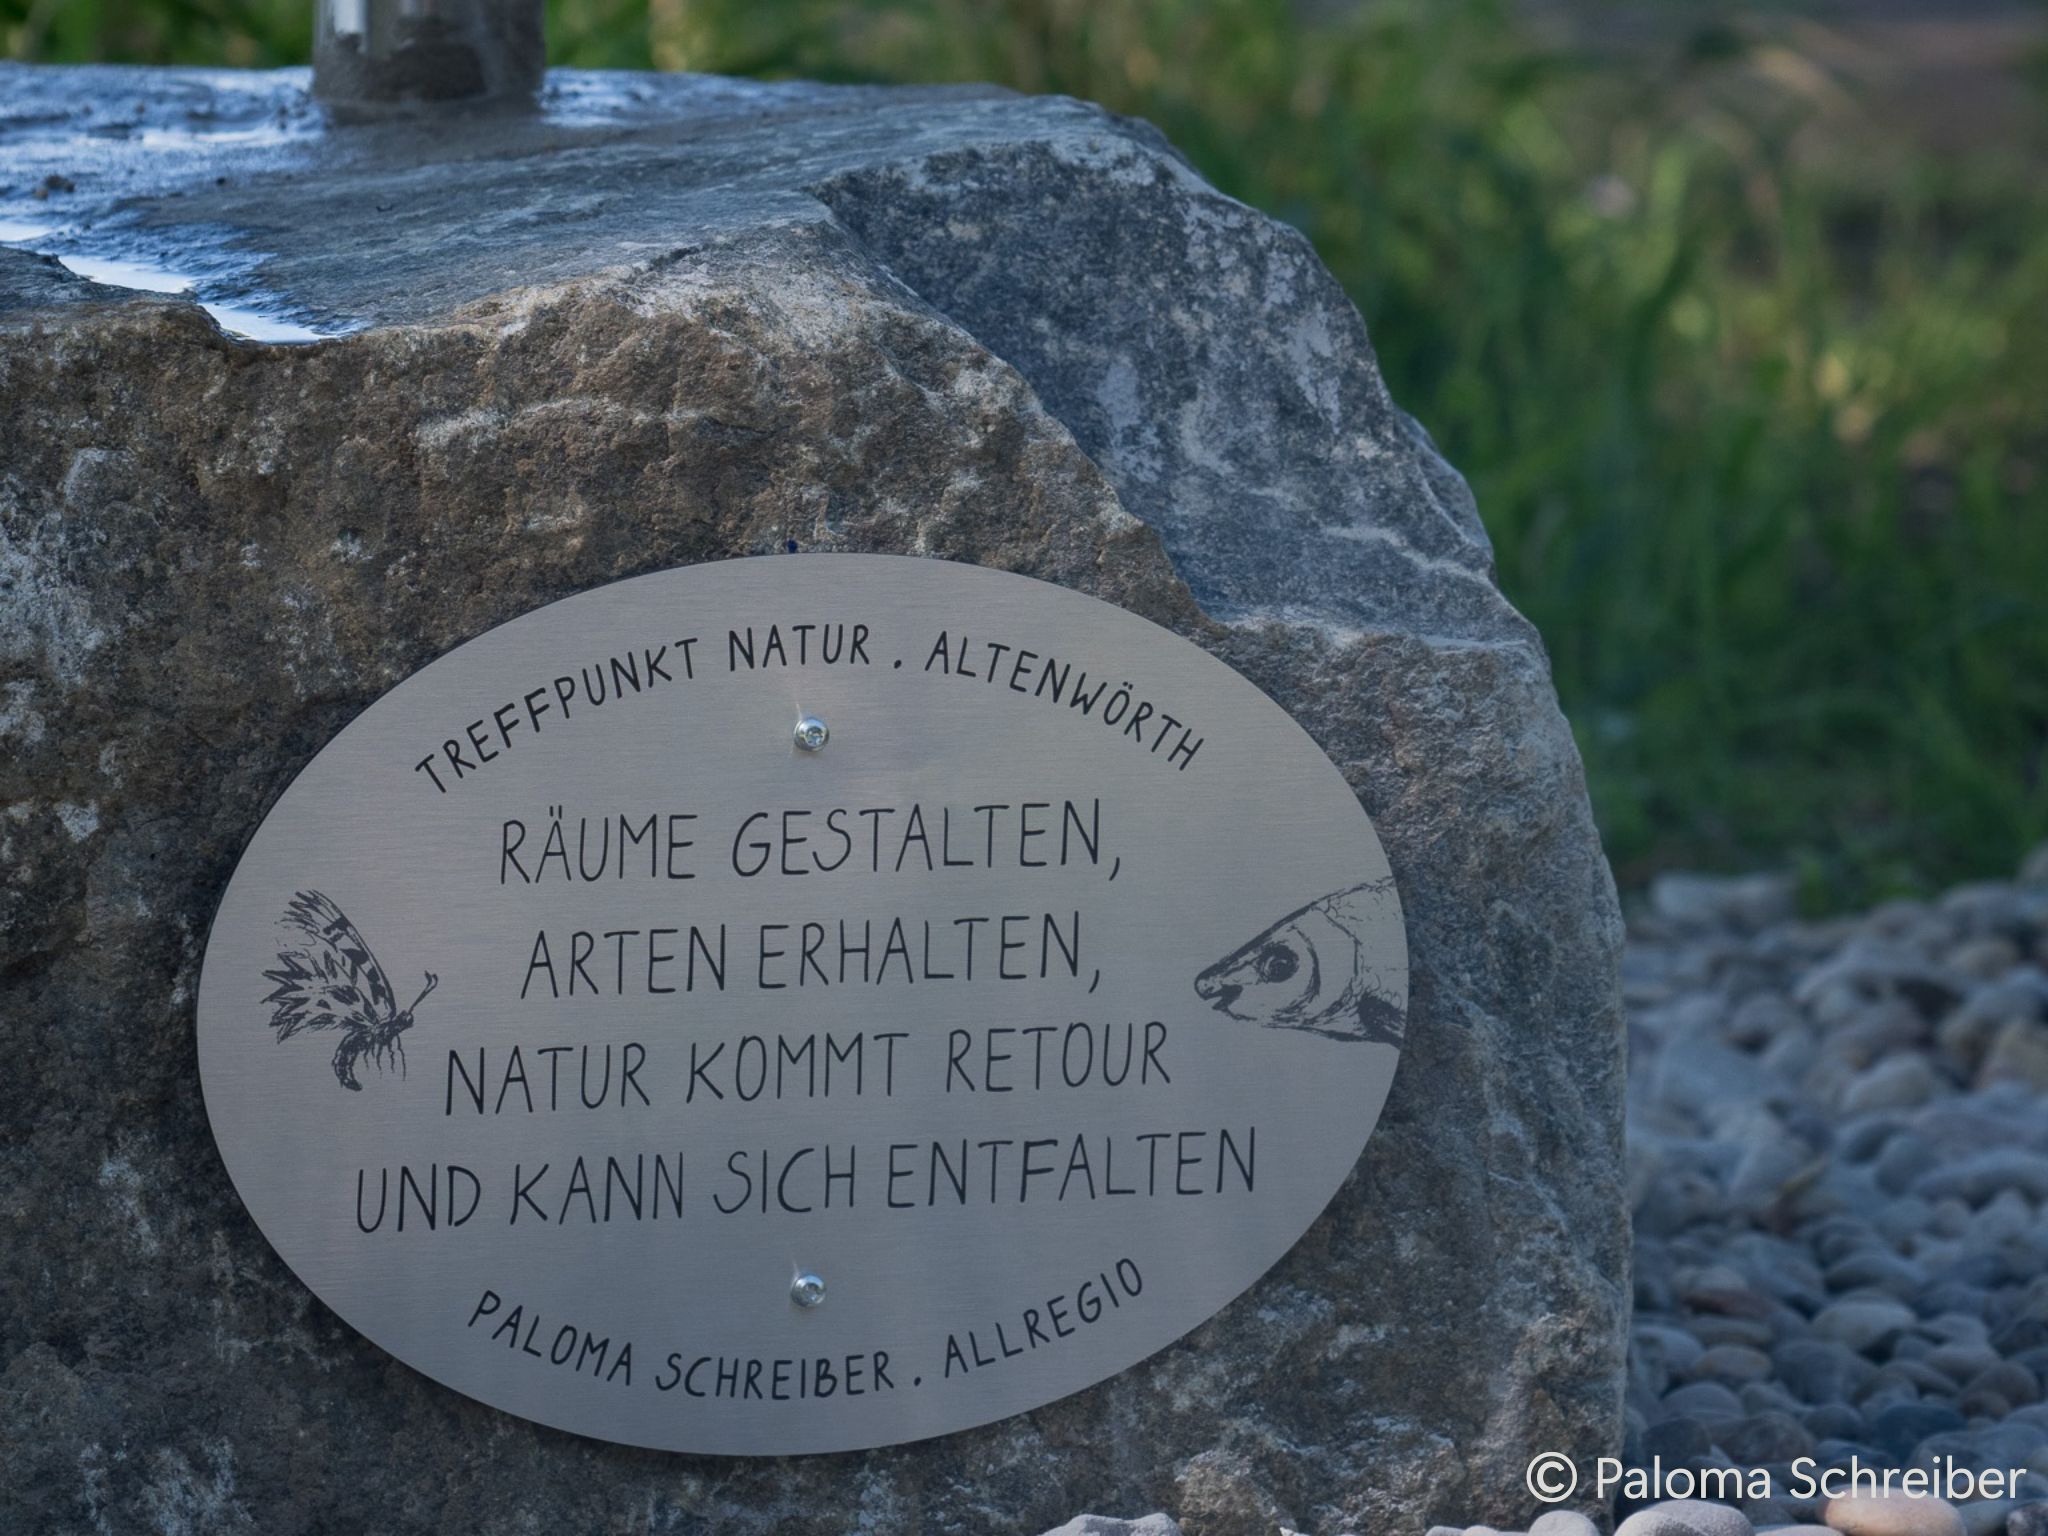 TREFFPUNKT NATUR . ALTENWÖRTH
RÄUME GESTALTEN,
ARTEN ERHALTEN,
NATUR KOMMT RETOUR
UND KANN SICH ENTFALTEN
PALOMA SCHREIBER . ALLREGIO
© Paloma Schreiber